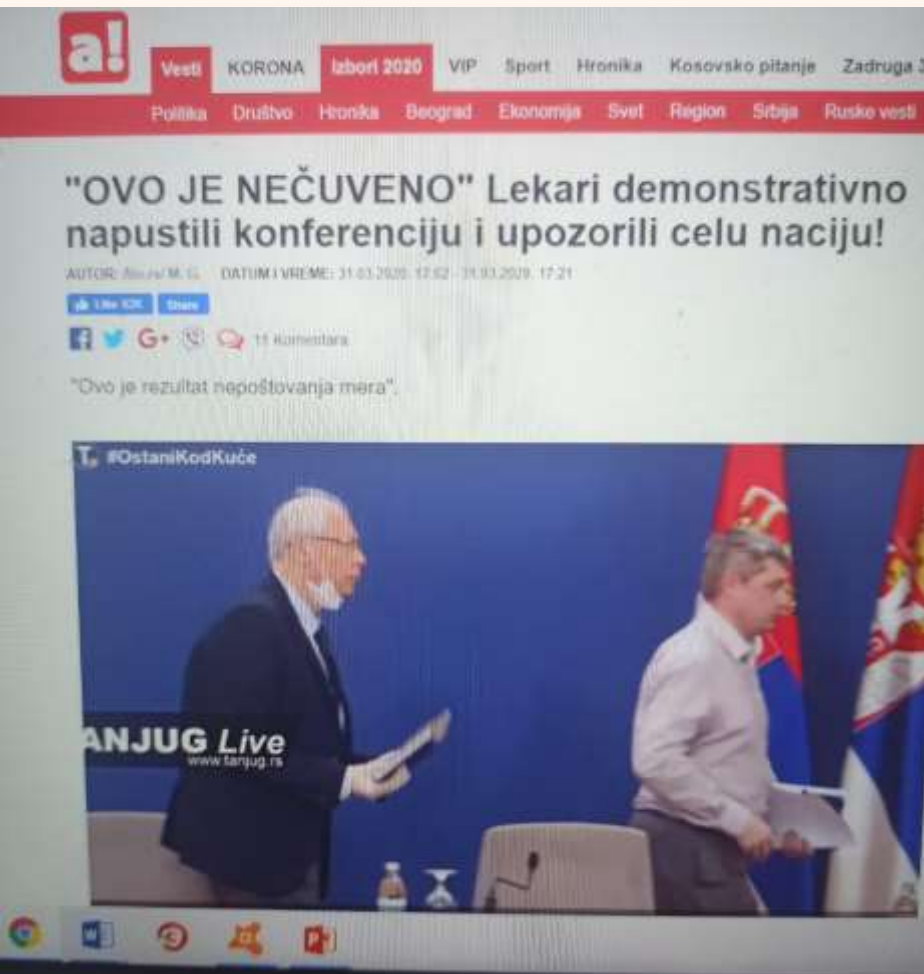 a!
Vesti KORONA Izbori 2020 VIP Sport Hronika Kosovsko pitanje Zadruga
Politika Društvo Hronika Beograd Ekonomija Svet Region Srbija Ruske vesti
"OVO JE NEČUVENO" Lekari demonstrativno
napustili konferenciju i upozorili celu naciju!
AUTOR: M. G. DATUM I VREME: 31.03.2020. 17:02 - 31.03.2020. 17:21
Like Share
11 Komentara
"Ovo je rezultat nepoštovanja mera".
T. #OstaniKodKuće
ANJUG Live
www.tanjug.rs